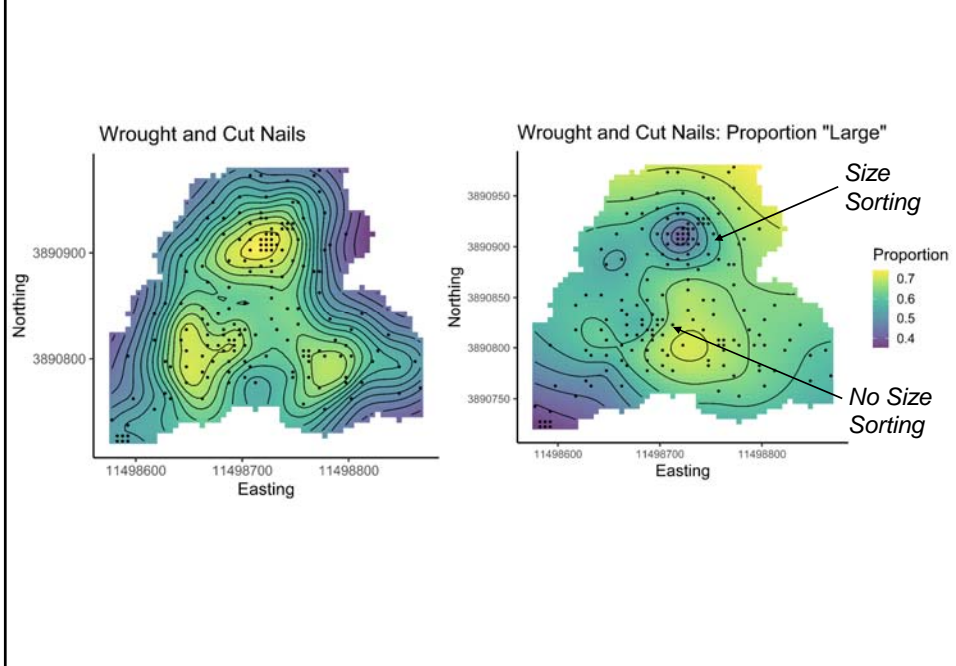 Wrought and Cut Nails
Northing
3890900
3890800
11498600 11498700 11498800
Easting
Wrought and Cut Nails: Proportion "Large"
Northing
3890950
3890900
3890850
3890800
3890750
11498600 11498700 11498800
Easting
Size
Sorting
Proportion
0.7
0.6
0.5
0.4
No Size
Sorting